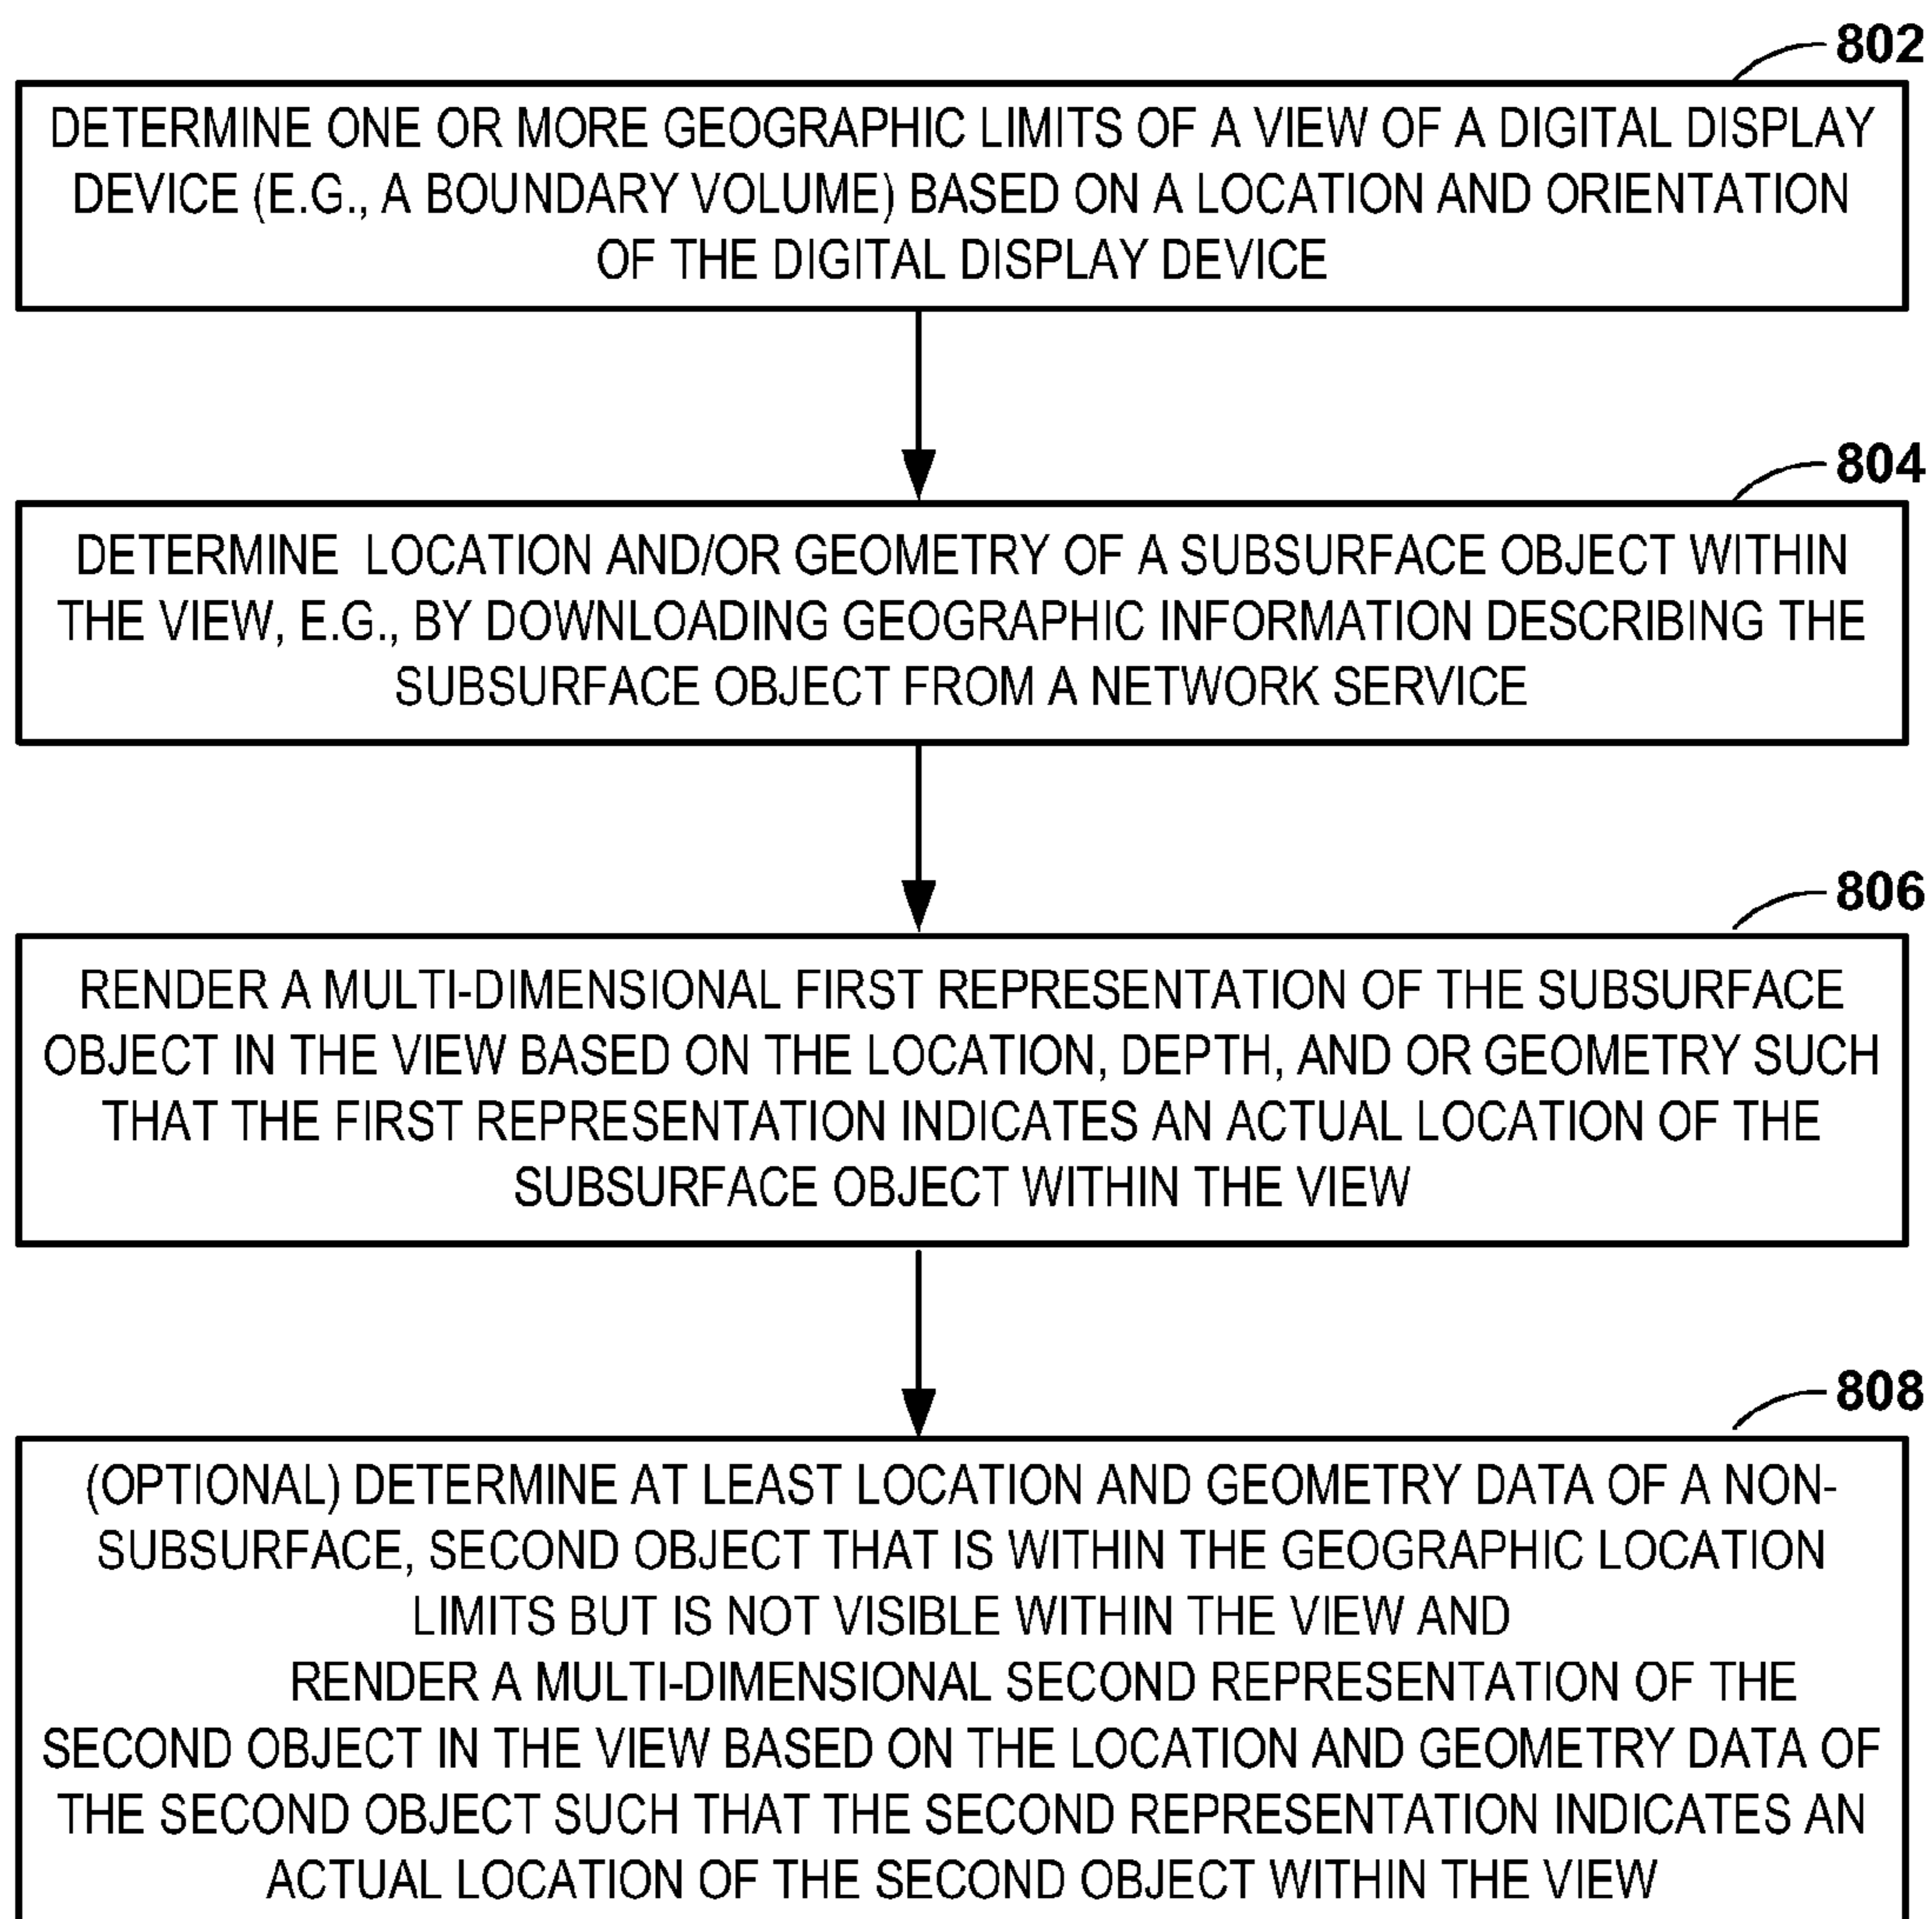 802
DETERMINE ONE OR MORE GEOGRAPHIC LIMITS OF A VIEW OF A DIGITAL DISPLAY
DEVICE (E.G., A BOUNDARY VOLUME) BASED ON A LOCATION AND ORIENTATION
OF THE DIGITAL DISPLAY DEVICE
804
DETERMINE LOCATION AND/OR GEOMETRY OF A SUBSURFACE OBJECT WITHIN
THE VIEW, E.G., BY DOWNLOADING GEOGRAPHIC INFORMATION DESCRIBING THE
SUBSURFACE OBJECT FROM A NETWORK SERVICE
806
RENDER A MULTI-DIMENSIONAL FIRST REPRESENTATION OF THE SUBSURFACE
OBJECT IN THE VIEW BASED ON THE LOCATION, DEPTH, AND OR GEOMETRY SUCH
THAT THE FIRST REPRESENTATION INDICATES AN ACTUAL LOCATION OF THE
SUBSURFACE OBJECT WITHIN THE VIEW
808
(OPTIONAL) DETERMINE AT LEAST LOCATION AND GEOMETRY DATA OF A NON-
SUBSURFACE, SECOND OBJECT THAT IS WITHIN THE GEOGRAPHIC LOCATION
LIMITS BUT IS NOT VISIBLE WITHIN THE VIEW AND
RENDER A MULTI-DIMENSIONAL SECOND REPRESENTATION OF THE
SECOND OBJECT IN THE VIEW BASED ON THE LOCATION AND GEOMETRY DATA OF
THE SECOND OBJECT SUCH THAT THE SECOND REPRESENTATION INDICATES AN
ACTUAL LOCATION OF THE SECOND OBJECT WITHIN THE VIEW